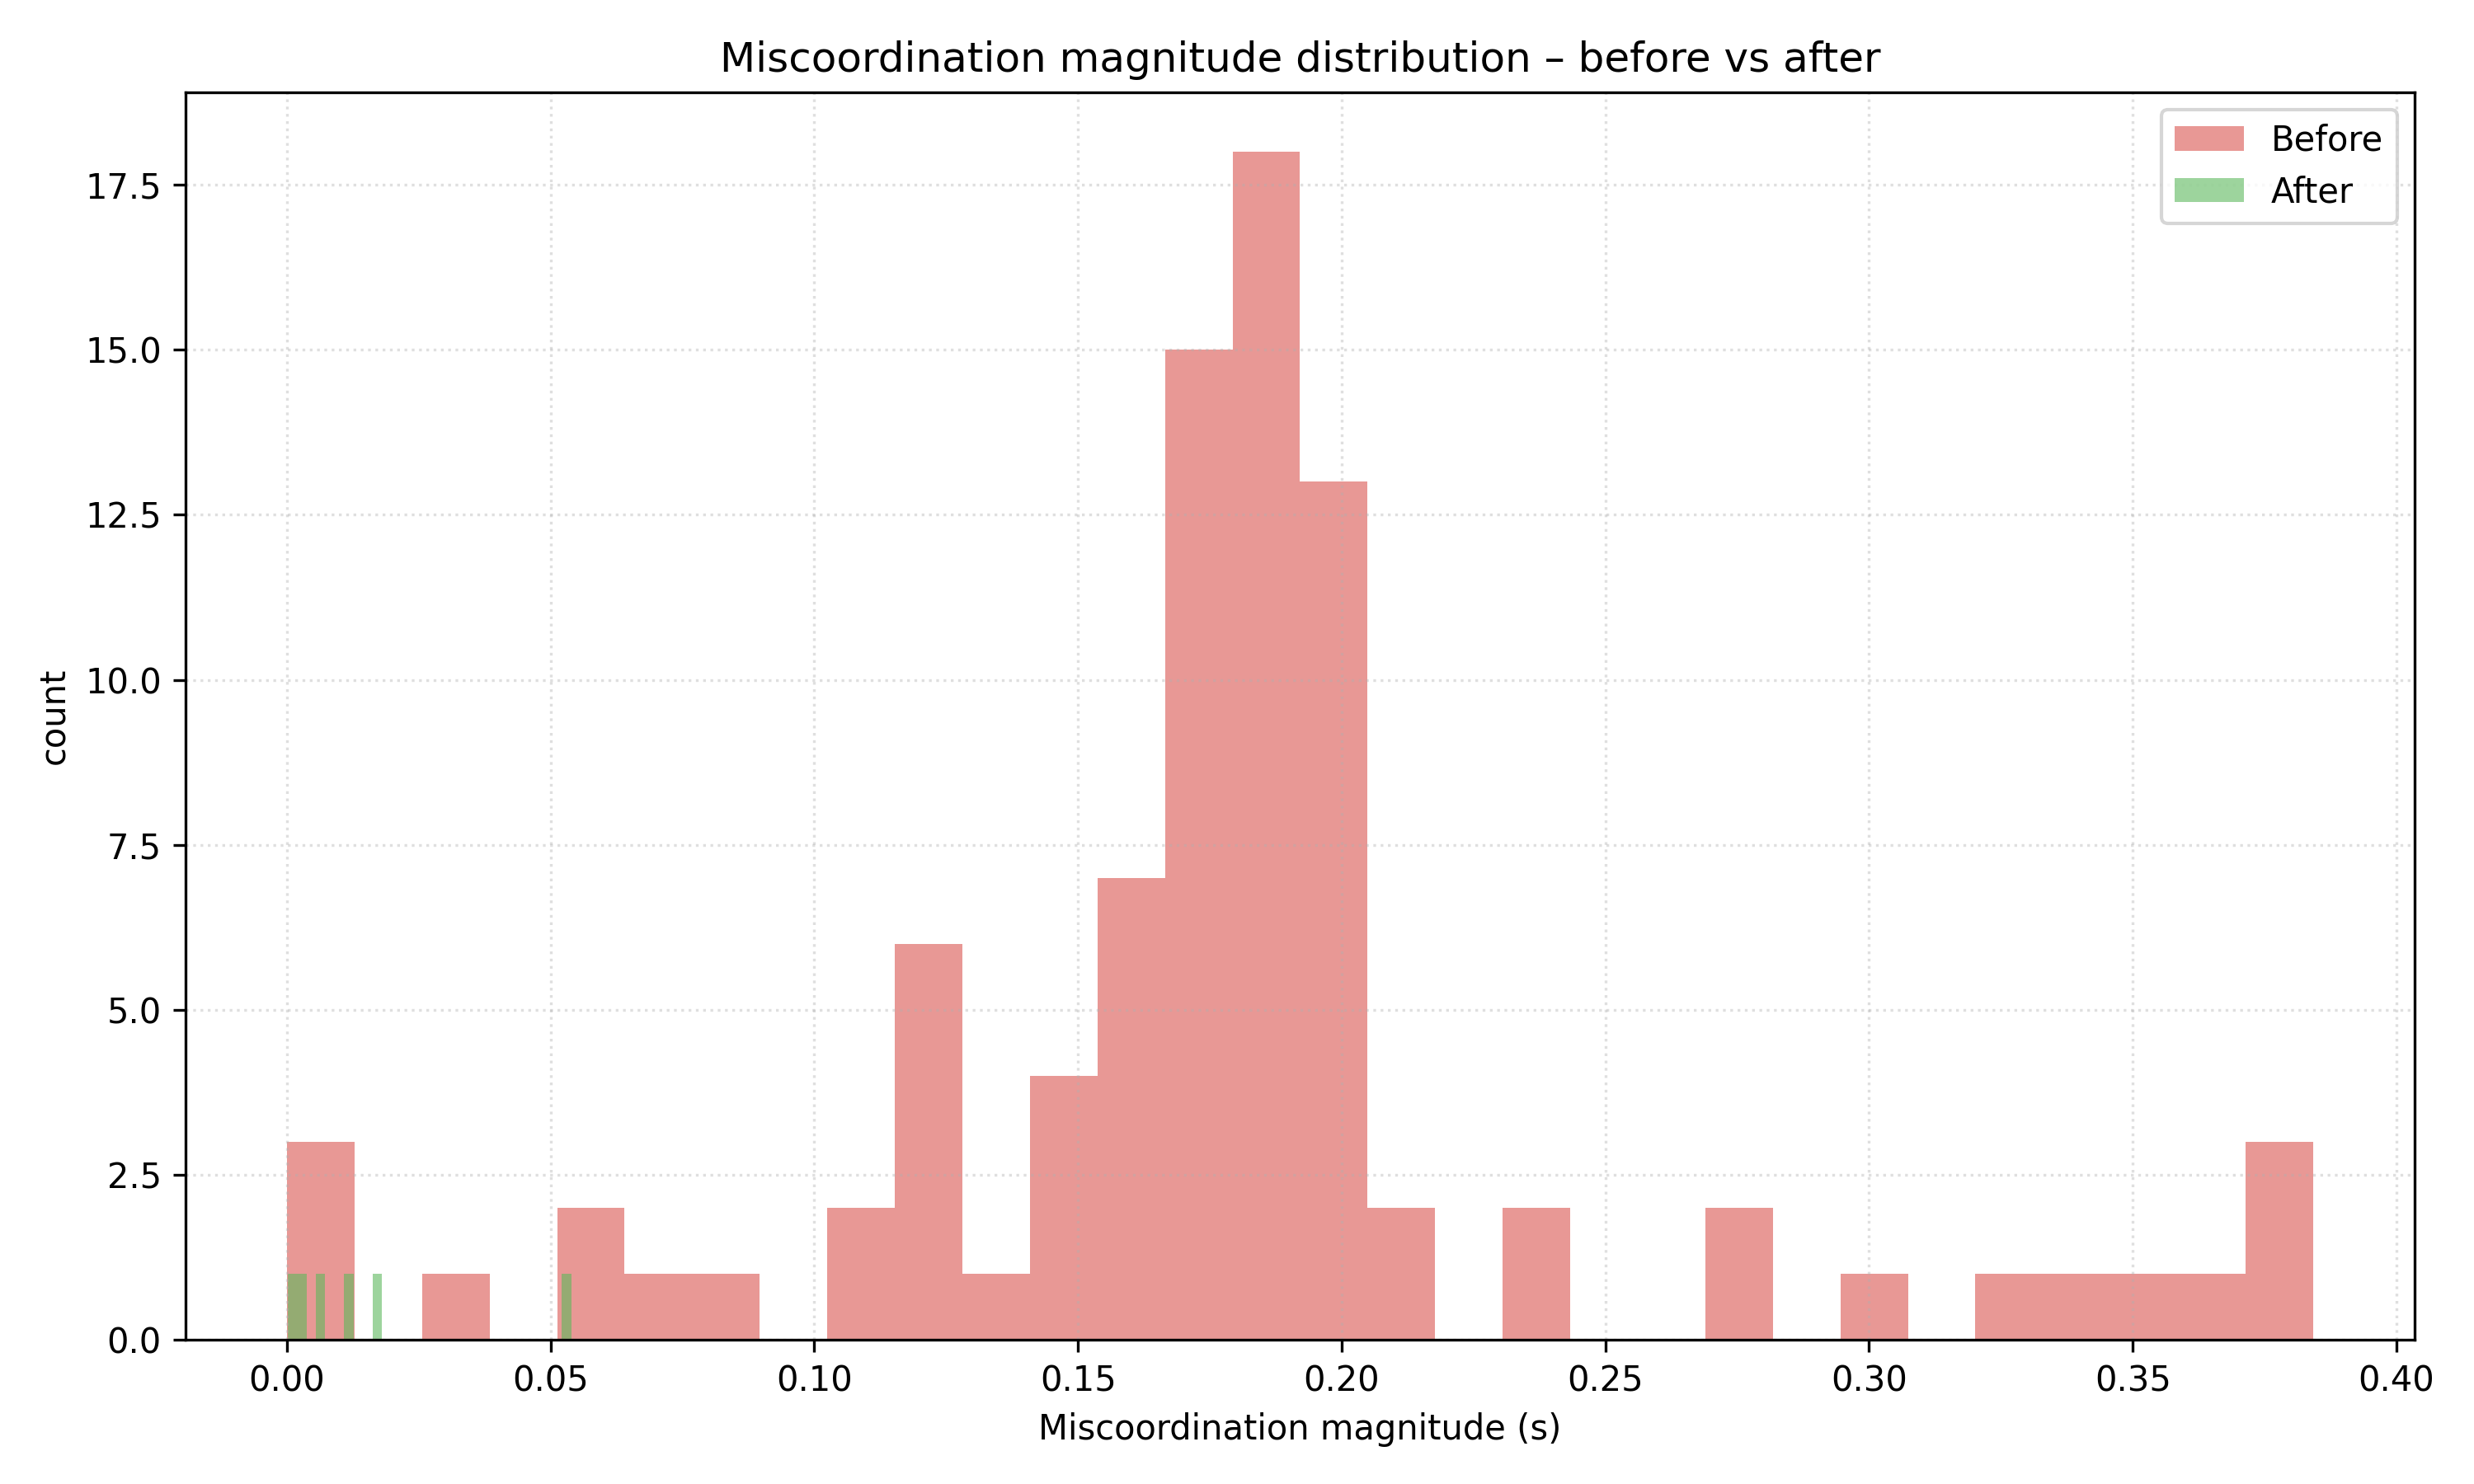 Miscoordination magnitude distribution – before vs after
Before
After
17.5
15.0
12.5
10.0
7.5
5.0
2.5
0.0
count
0.00 0.05 0.10 0.15 0.20 0.25 0.30 0.35 0.40
Miscoordination magnitude (s)